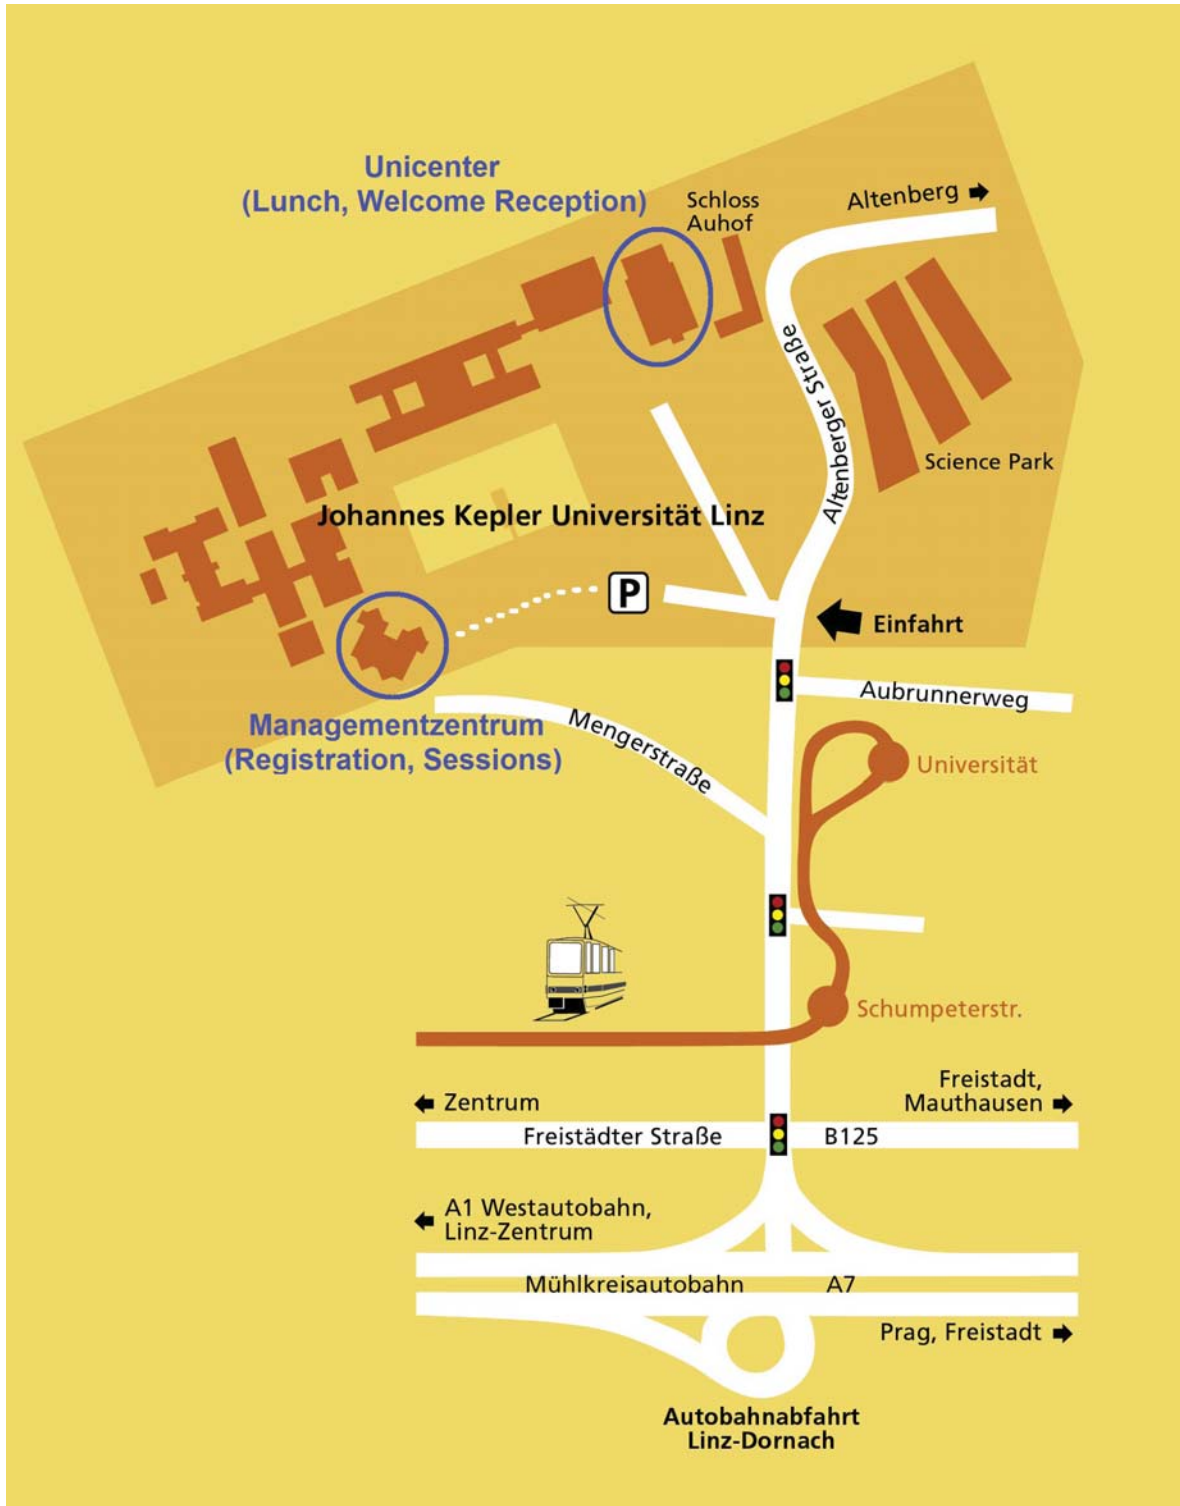 Unicenter
(Lunch, Welcome Reception)
Schloss
Auhof
Altenberg
Altenberger Straße
Science Park
Johannes Kepler Universität Linz
P
Einfahrt
Aubrunnerweg
Managementzentrum
(Registration, Sessions)
Mengerstraße
Universität
Schumpeterstr.
Zentrum
Freistadt,
Mauthausen
Freistädter Straße B125
A1 Westautobahn,
Linz-Zentrum
Mühlkreisautobahn A7
Prag, Freistadt
Autobahnabfahrt
Linz-Dornach